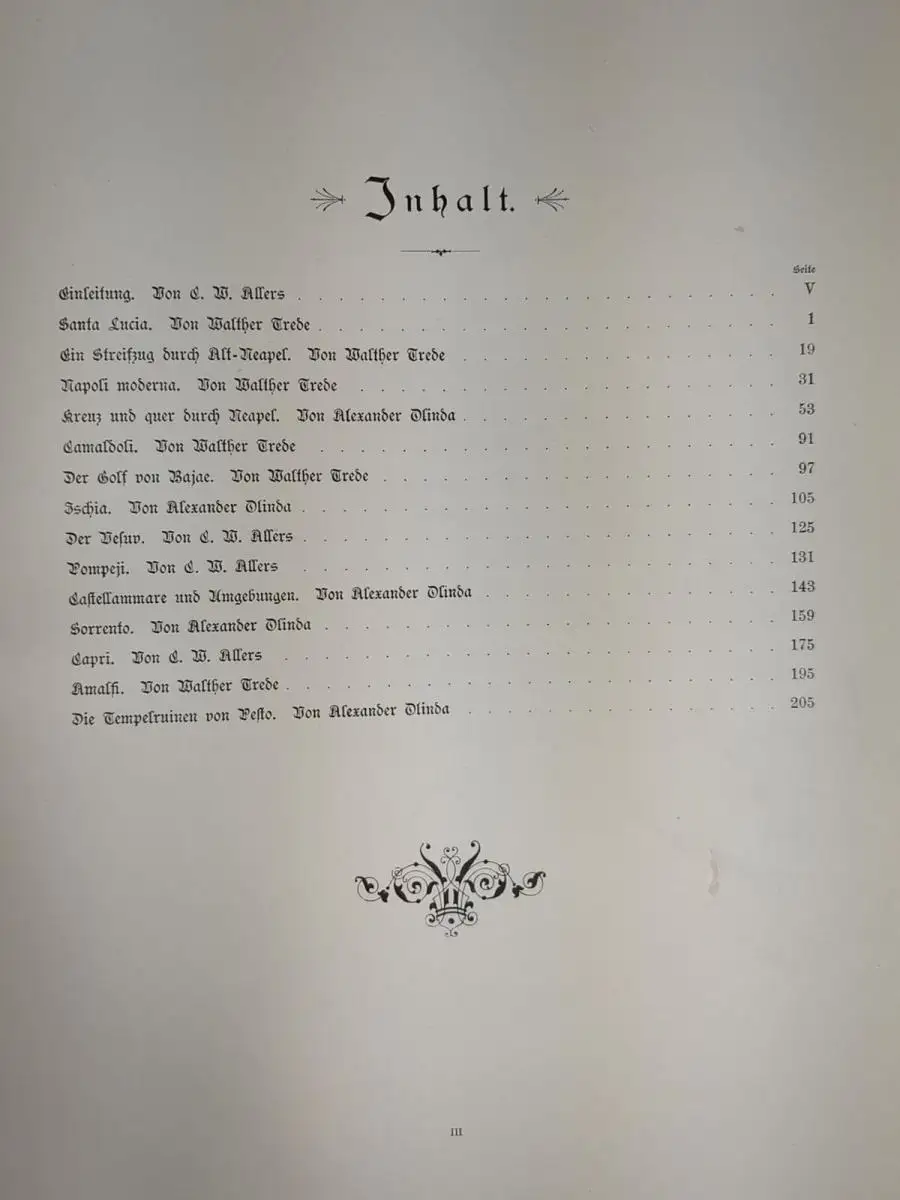 Inhalt.
Seite
Einleitung. Von C. W. Allers . . . . . . . . . . . . . . . . . V
Santa Lucia. Von Walther Trede . . . . . . . . . . . . . . . . . 1
Ein Streifzug durch Alt-Neapel. Von Walther Trede . . . . . . . . . . . . 19
Napoli moderna. Von Walther Trede . . . . . . . . . . . . . . . 31
Kreuz und quer durch Neapel. Von Alexander Olinda . . . . . . . . . . . . 53
Camaldoli. Von Walther Trede . . . . . . . . . . . . . . . . 91
Der Golf von Bajae. Von Walther Trede . . . . . . . . . . . . . . 97
Ischia. Von Alexander Olinda . . . . . . . . . . . . . . . . . 105
Der Vesuv. Von C. W. Allers . . . . . . . . . . . . . . . . . 125
Pompeji. Von C. W. Allers . . . . . . . . . . . . . . . . . 131
Castellammare und Umgebungen. Von Alexander Olinda . . . . . . . . . . . 143
Sorrento. Von Alexander Olinda . . . . . . . . . . . . . . . . 159
Capri. Von C. W. Allers . . . . . . . . . . . . . . . . . 175
Amalfi. Von Walther Trede . . . . . . . . . . . . . . . . . 195
Die Tempelruinen von Pesto. Von Alexander Olinda . . . . . . . . . . . . 205
III